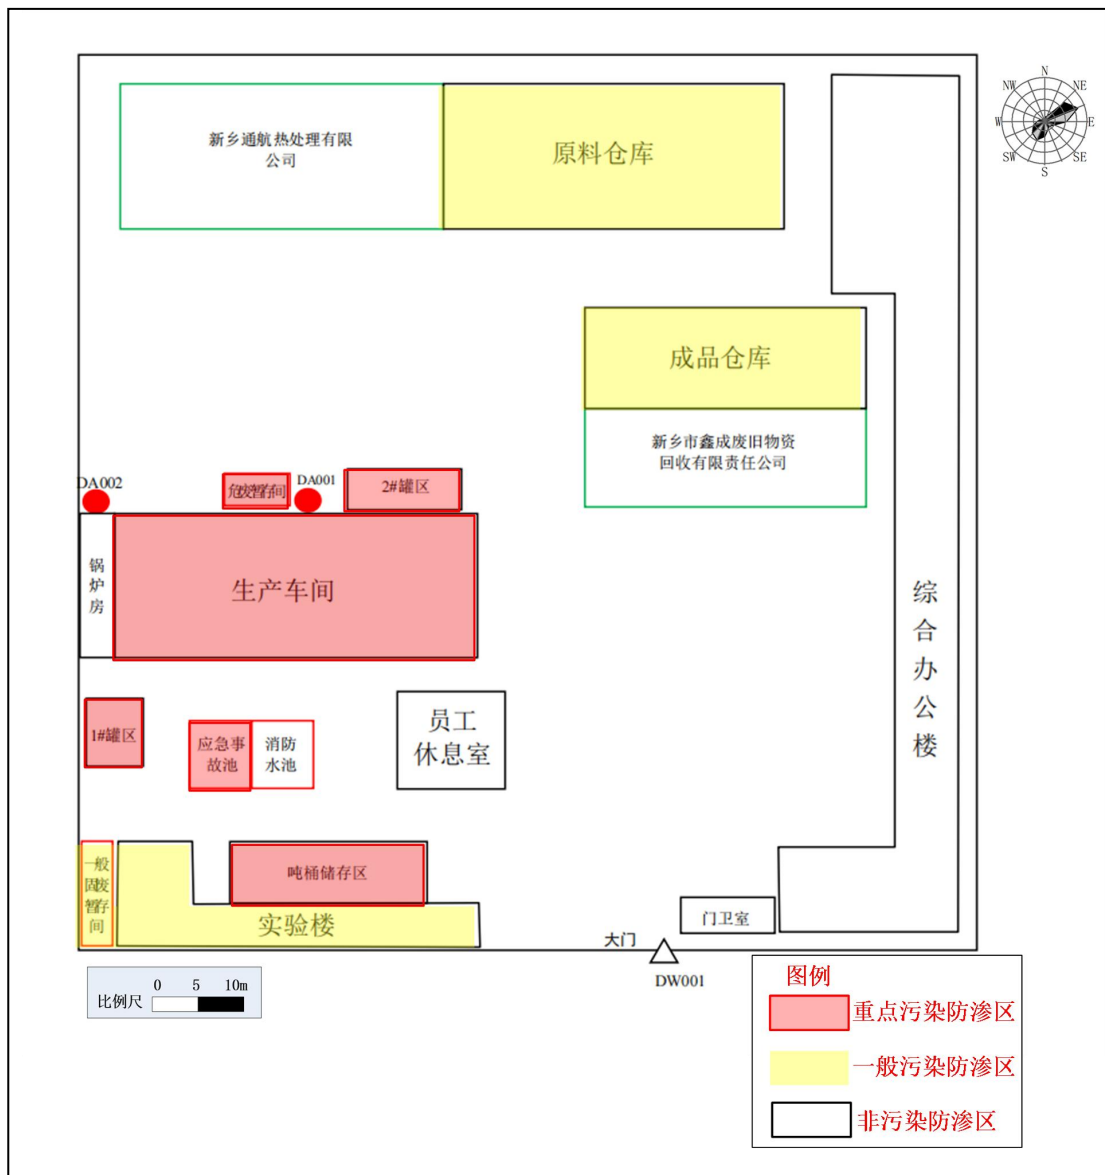 N
NW
NE
W
E
SW
SE
S
新乡通航热处理有限
公司
原料仓库
成品仓库
新乡市鑫成废旧物资
回收有限责任公司
DA002
危废暂存间
DA001
2#罐区
锅
炉
房
生产车间
综
合
办
公
楼
1#罐区
应急事
故池
消防
水池
员工
休息室
一般
固废
暂存
间
吨桶储存区
实验楼
门卫室
大门
DW001
比例尺
0 5 10m
图例
重点污染防渗区
一般污染防渗区
非污染防渗区